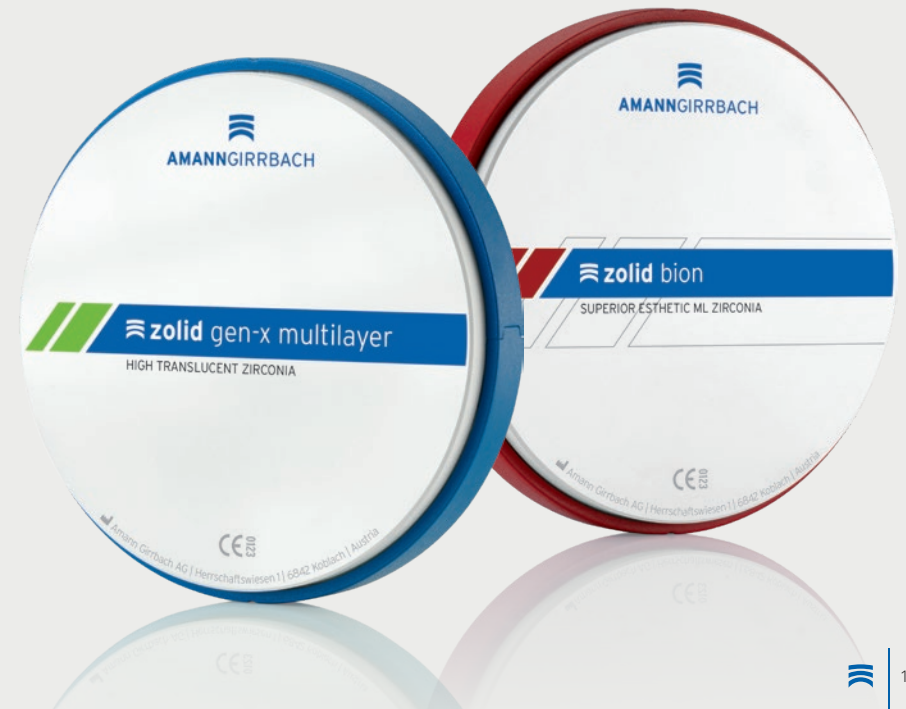 AMANNGIRRBACH
zolid gen-x multilayer
HIGH TRANSLUCENT ZIRCONIA
CE 0123
Amann Girrbach AG | Herrschaftswiesen 1 | 6842 Koblach | Austria
AMANNGIRRBACH
zolid bion
SUPERIOR ESTHETIC ML ZIRCONIA
CE 0123
Amann Girrbach AG | Herrschaftswiesen 1 | 6842 Koblach | Austria